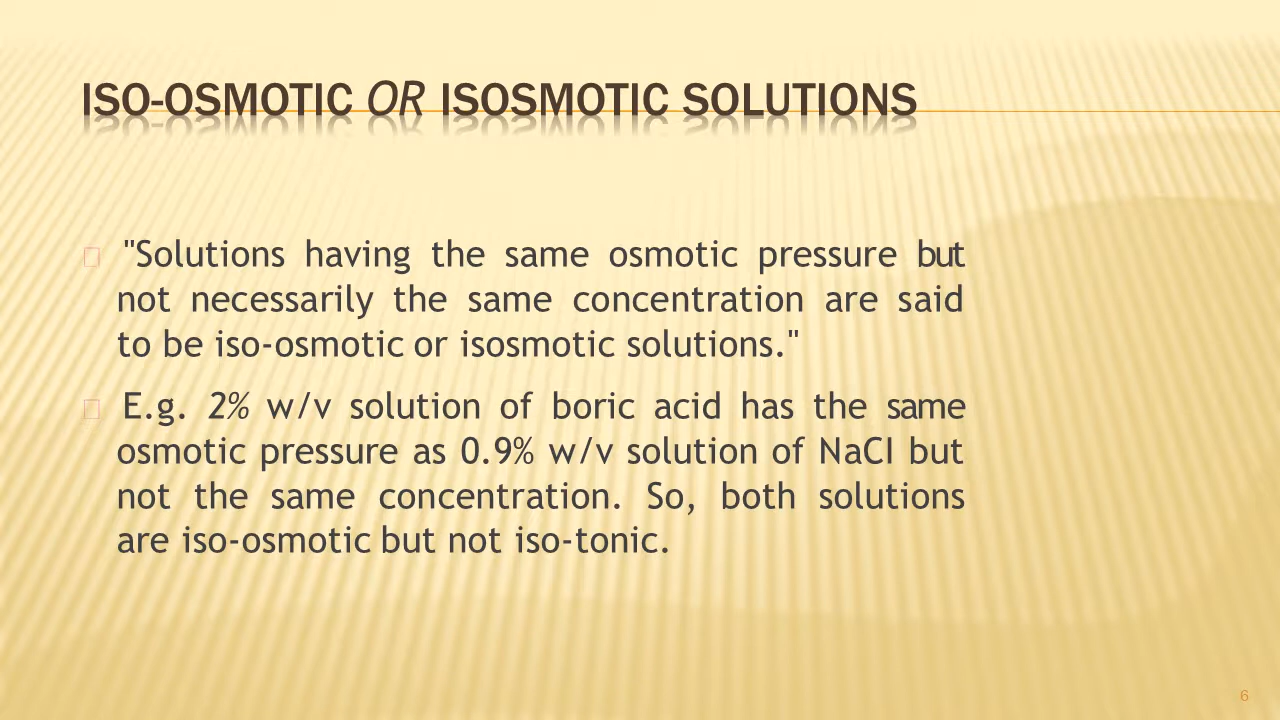 ISO-OSMOTIC OR ISOSMOTIC SOLUTIONS
"Solutions having the same osmotic pressure but
not necessarily the same concentration are said
to be iso-osmotic or isosmotic solutions."
E.g. 2% w/v solution of boric acid has the same
osmotic pressure as 0.9% w/v solution of NaCI but
not the same concentration. So, both solutions
are iso-osmotic but not iso-tonic.
6